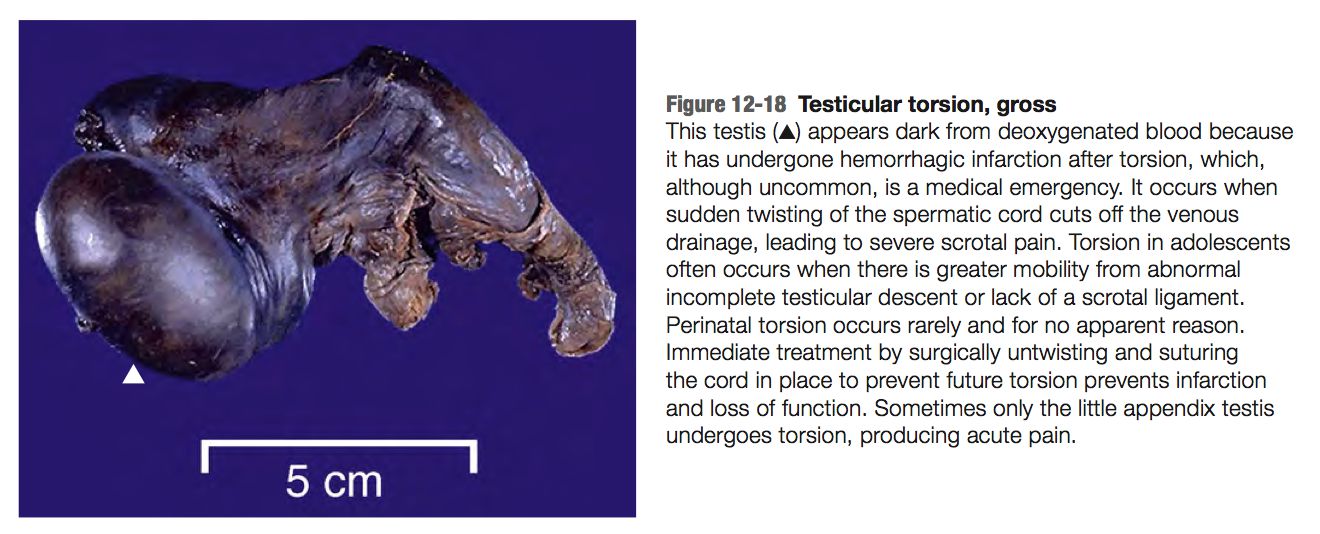 5 cm
Figure 12-18 Testicular torsion, gross
This testis (▲) appears dark from deoxygenated blood because
it has undergone hemorrhagic infarction after torsion, which,
although uncommon, is a medical emergency. It occurs when
sudden twisting of the spermatic cord cuts off the venous
drainage, leading to severe scrotal pain. Torsion in adolescents
often occurs when there is greater mobility from abnormal
incomplete testicular descent or lack of a scrotal ligament.
Perinatal torsion occurs rarely and for no apparent reason.
Immediate treatment by surgically untwisting and suturing
the cord in place to prevent future torsion prevents infarction
and loss of function. Sometimes only the little appendix testis
undergoes torsion, producing acute pain.